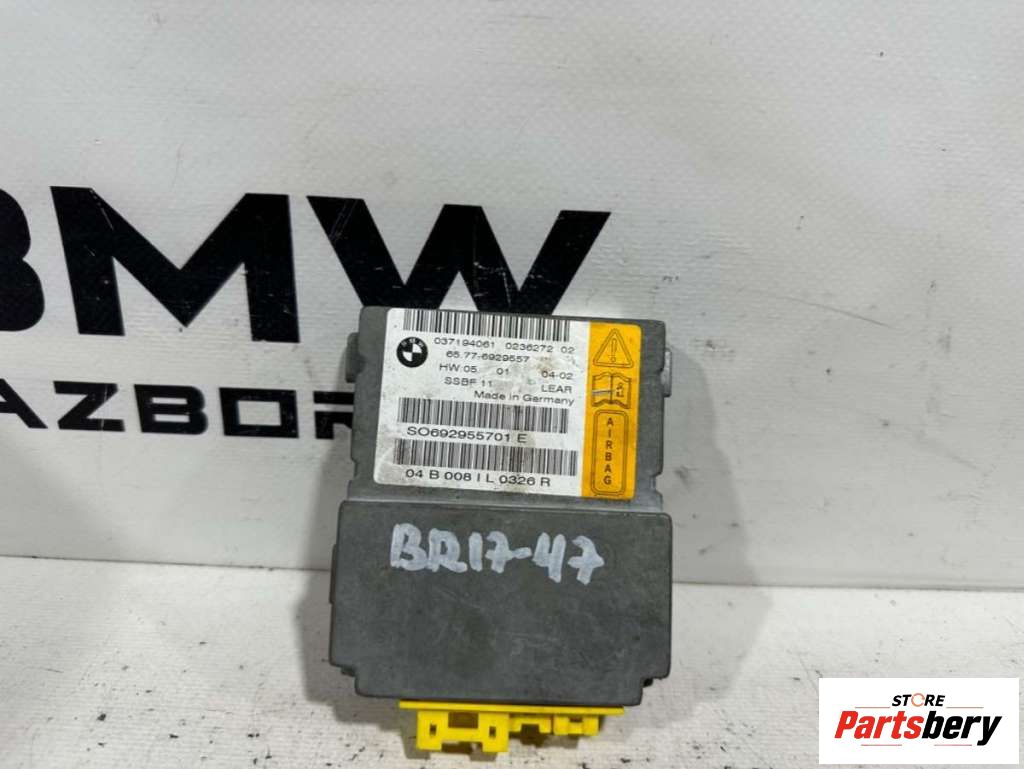 BMW
AZBOR
037194061 0236272 02
65.77-6929557
HW:05 01 04-02
SSBF 11 LEAR
Made in Germany
SO692955701 E
04 B 008 I L 0326 R
AIRBAG
BR17-47
STORE
Partsbery